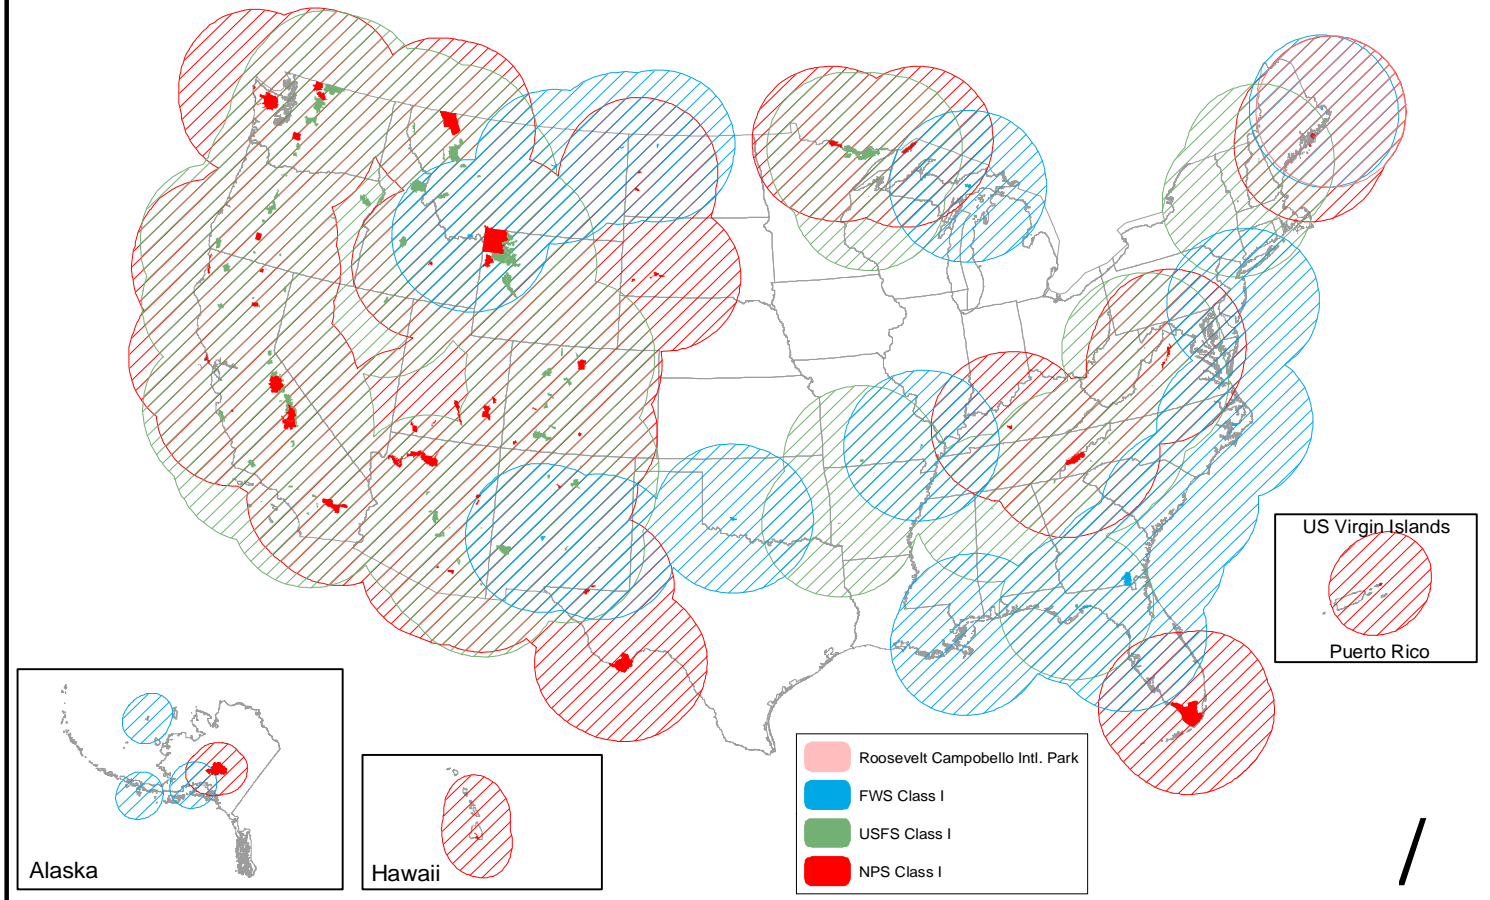 US Virgin Islands
Puerto Rico
Alaska
Hawaii
Roosevelt Campobello Intl. Park
FWS Class I
USFS Class I
NPS Class I
/